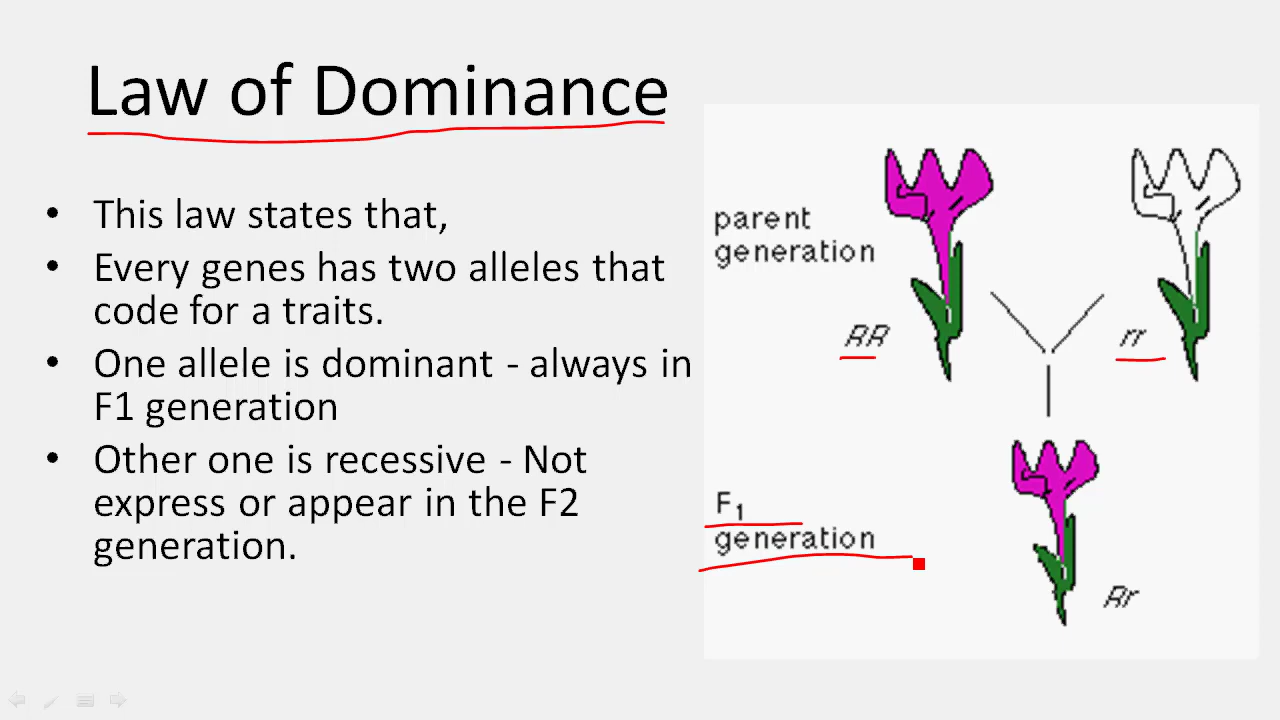 Law of Dominance
• This law states that,
• Every genes has two alleles that
code for a traits.
• One allele is dominant - always in
F1 generation
• Other one is recessive - Not
express or appear in the F2
generation.
parent
generation
RR
rr
F1
generation
Rr